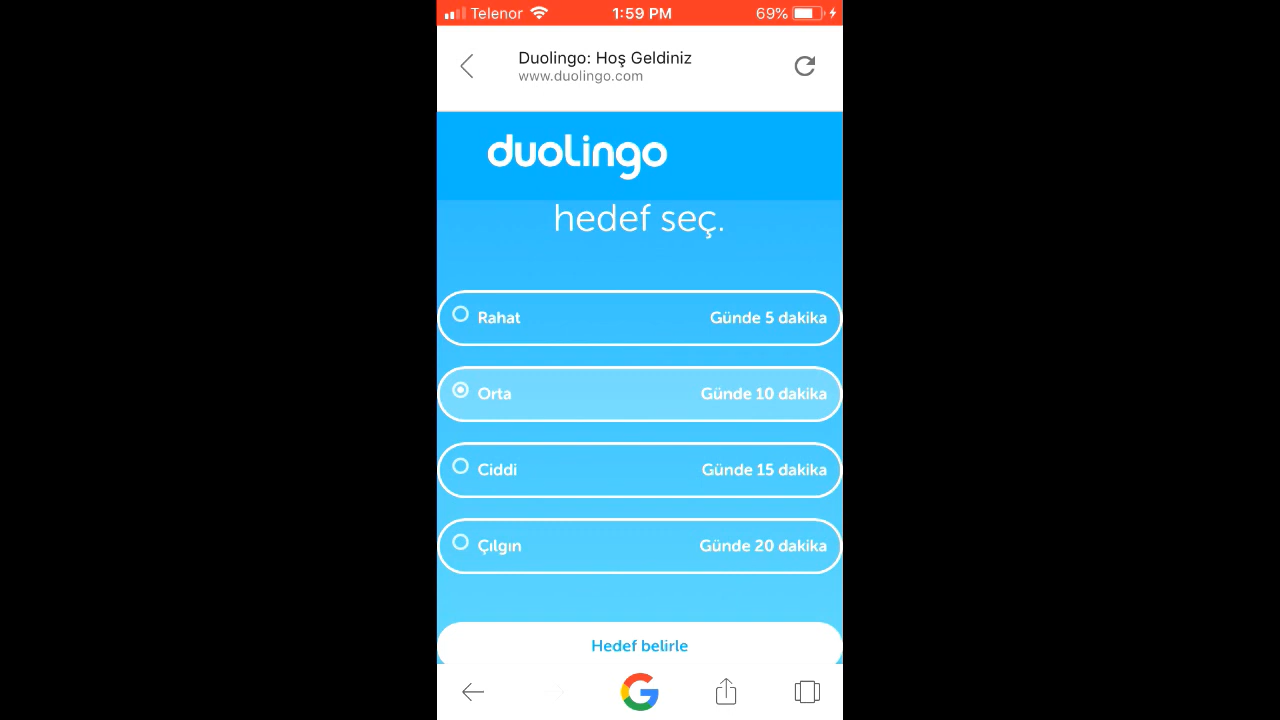 Telenor 1:59 PM 69%
Duolingo: Hoş Geldiniz
www.duolingo.com
duolingo
hedef seç.
Rahat Günde 5 dakika
Orta Günde 10 dakika
Ciddi Günde 15 dakika
Çılgın Günde 20 dakika
Hedef belirle